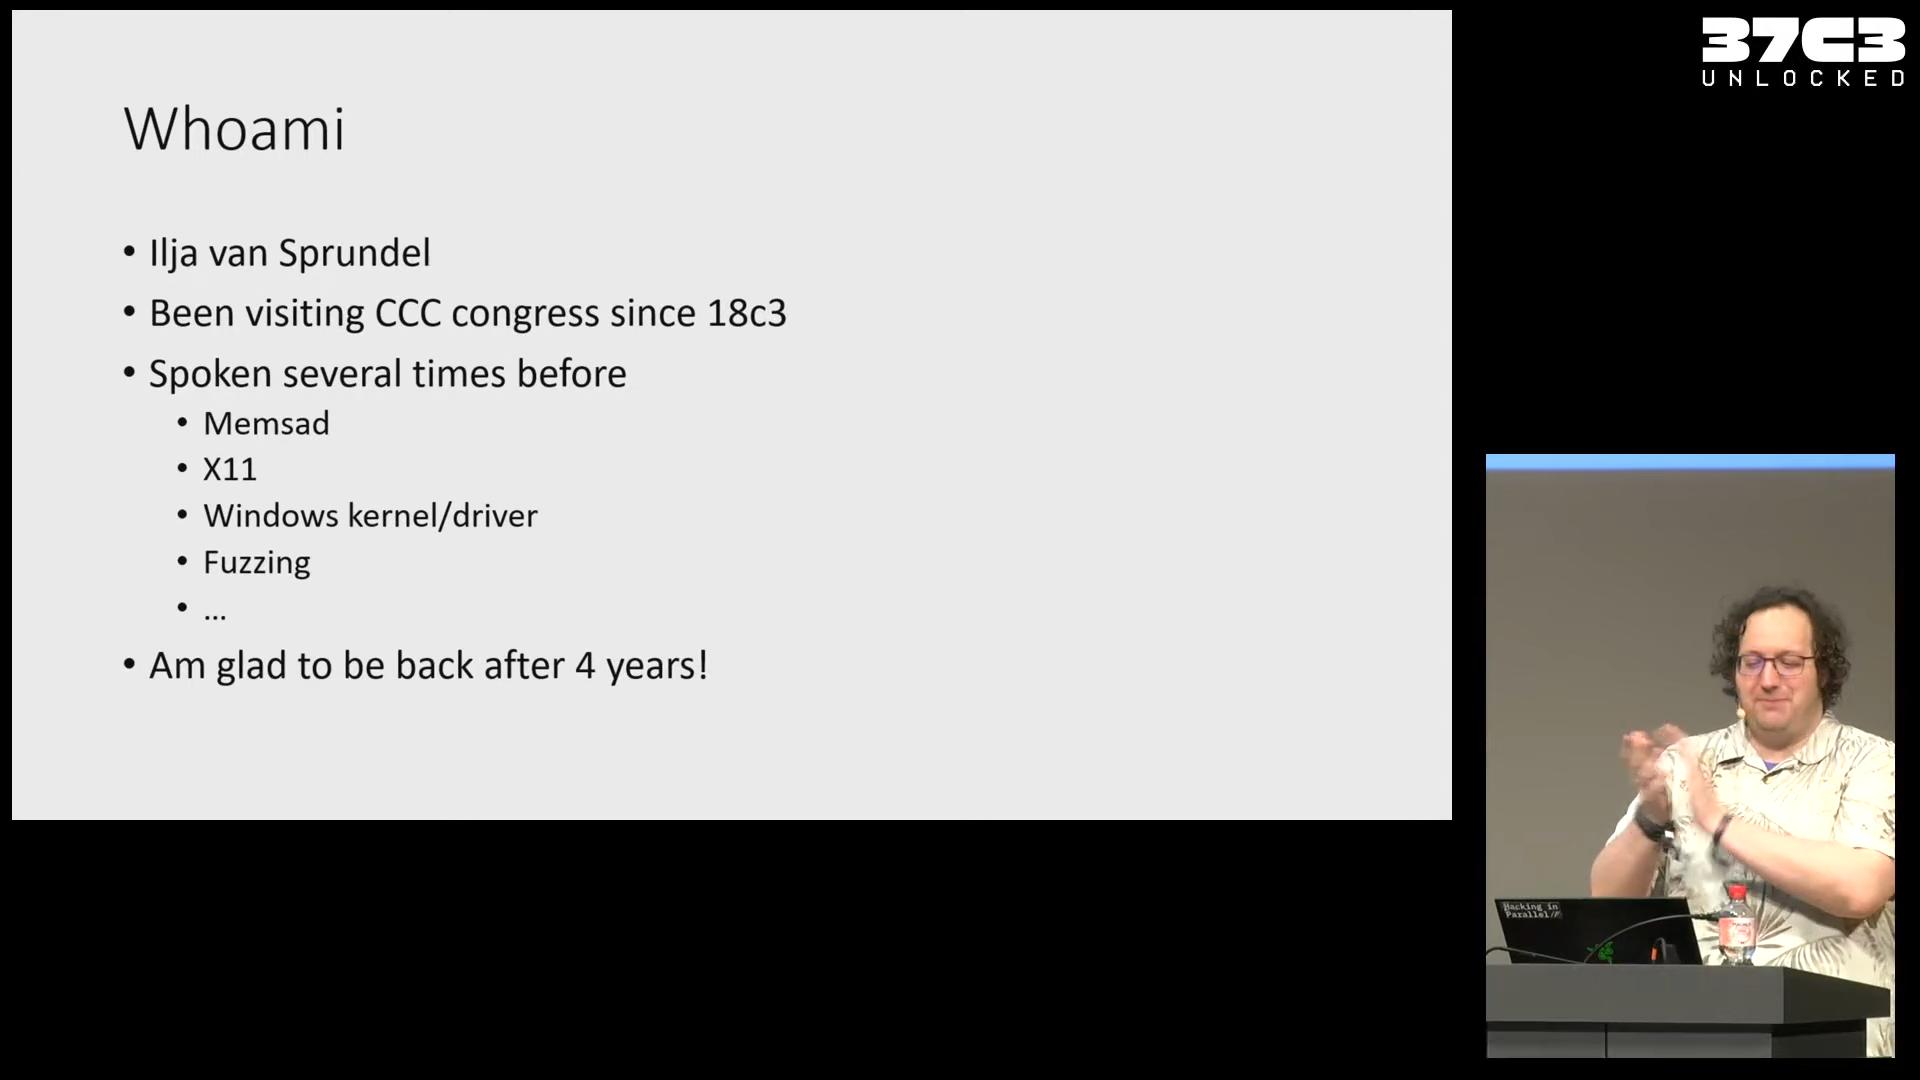 37C3
UNLOCKED
Whoami
• Ilja van Sprundel
• Been visiting CCC congress since 18c3
• Spoken several times before
• Memsad
• X11
• Windows kernel/driver
• Fuzzing
• ...
• Am glad to be back after 4 years!
Hacking in
Parallel//